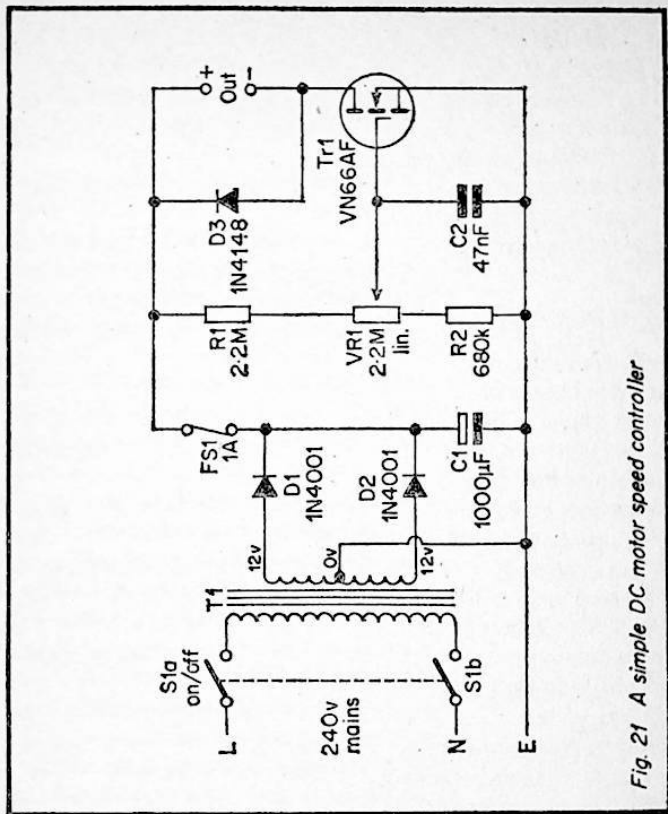 S1a
on/off
L
240v
mains
N
S1b
E
T1
12v
0v
12v
D1
1N4001
D2
1N4001
FS1
1A
C1
1000µF
R1
2·2M
VR1
2·2M
lin.
R2
680k
D3
1N4148
C2
47nF
Tr1
VN66AF
+
Out
-
Fig. 21 A simple DC motor speed controller